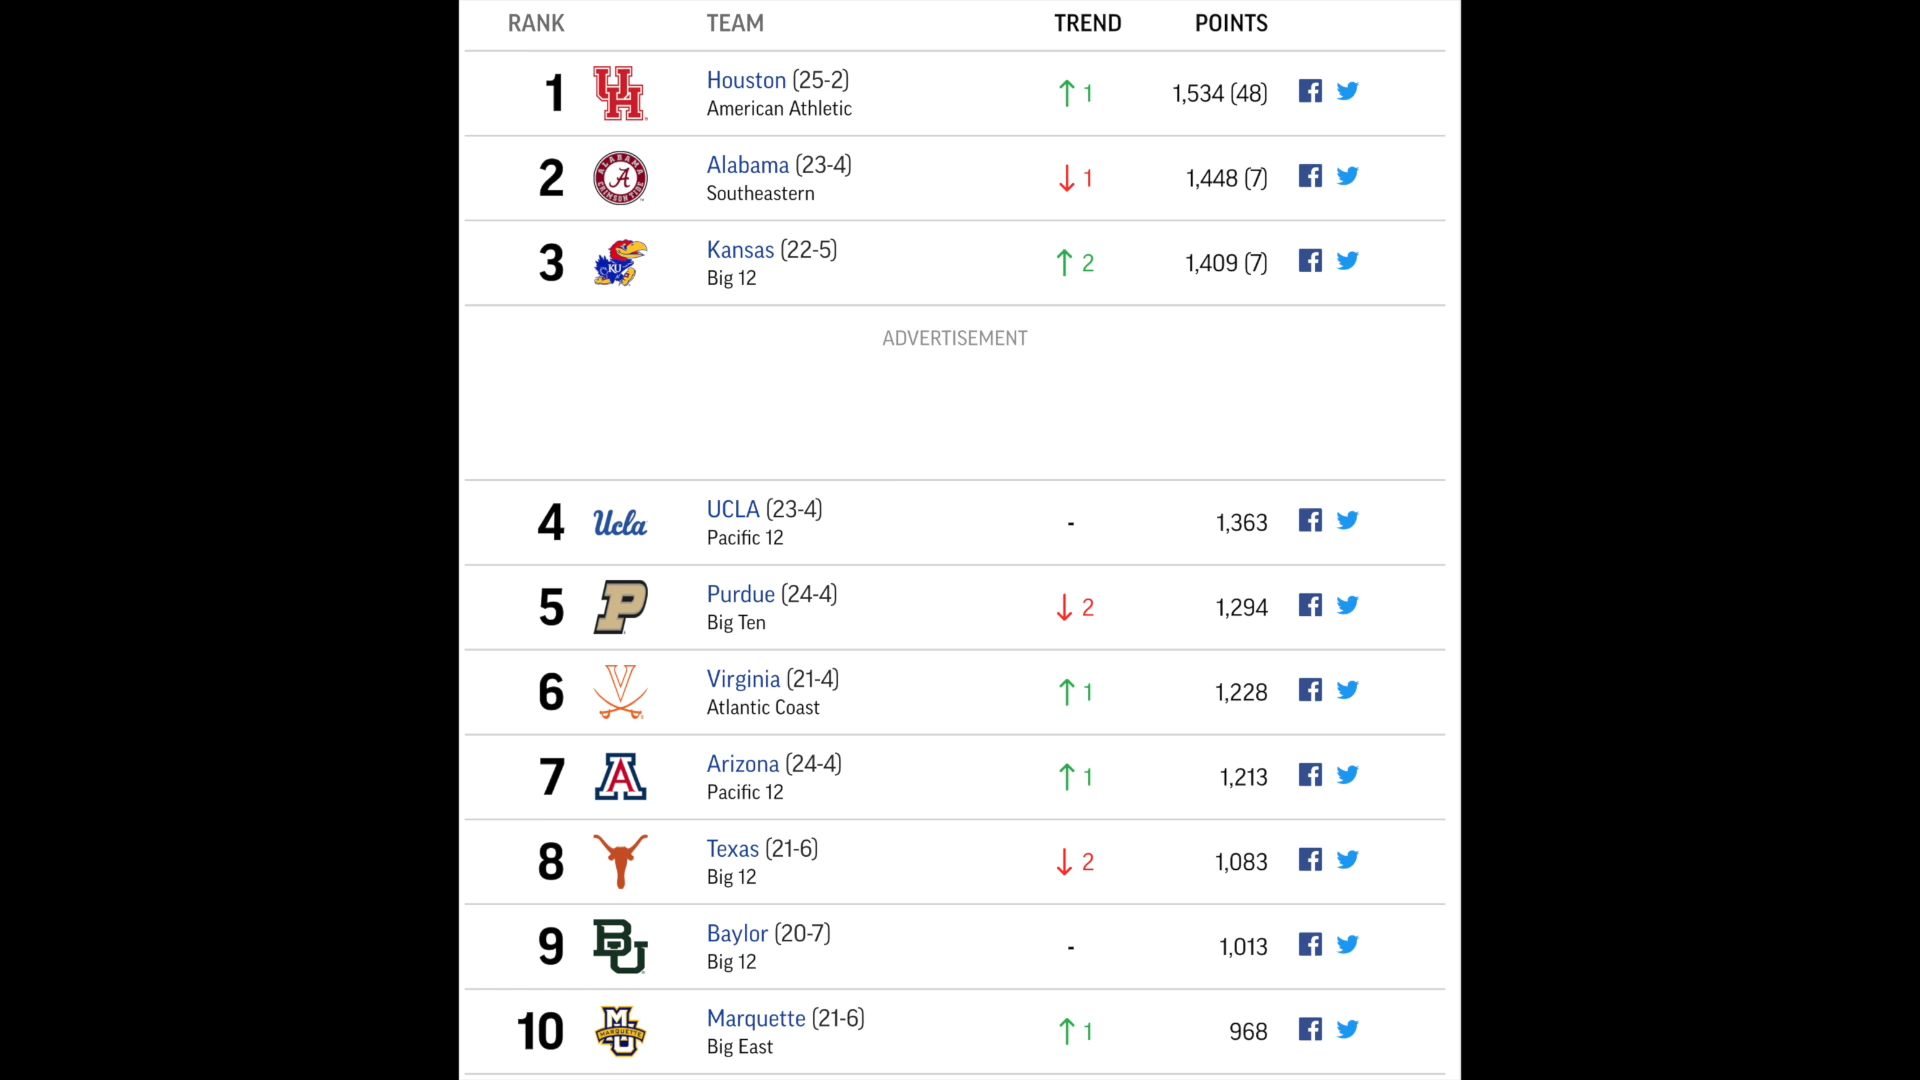 RANK TEAM TREND POINTS
1 Houston (25-2) ↑ 1 1,534 (48)
American Athletic
2 Alabama (23-4) ↓ 1 1,448 (7)
Southeastern
3 Kansas (22-5) ↑ 2 1,409 (7)
Big 12
ADVERTISEMENT
4 Ucla UCLA (23-4) - 1,363
Pacific 12
5 P Purdue (24-4) ↓ 2 1,294
Big Ten
6 V Virginia (21-4) ↑ 1 1,228
Atlantic Coast
7 A Arizona (24-4) ↑ 1 1,213
Pacific 12
8 Texas (21-6) ↓ 2 1,083
Big 12
9 BU Baylor (20-7) - 1,013
Big 12
10 MU MARQUETTE Marquette (21-6) ↑ 1 968
Big East